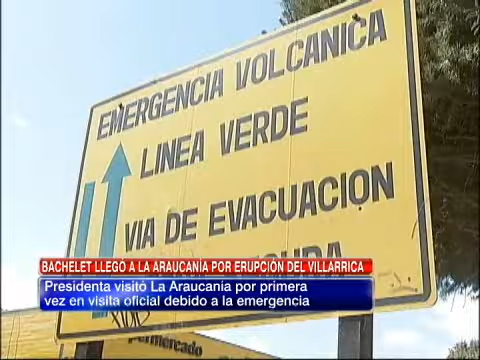 EMERGENCIA VOLCANICA
LINEA VERDE
VIA DE EVACUACION
BACHELET LLEGÓ A LA ARAUCANÍA POR ERUPCIÓN DEL VILLARRICA
Presidenta visitó La Araucanía por primera
vez en visita oficial debido a la emergencia
permercado